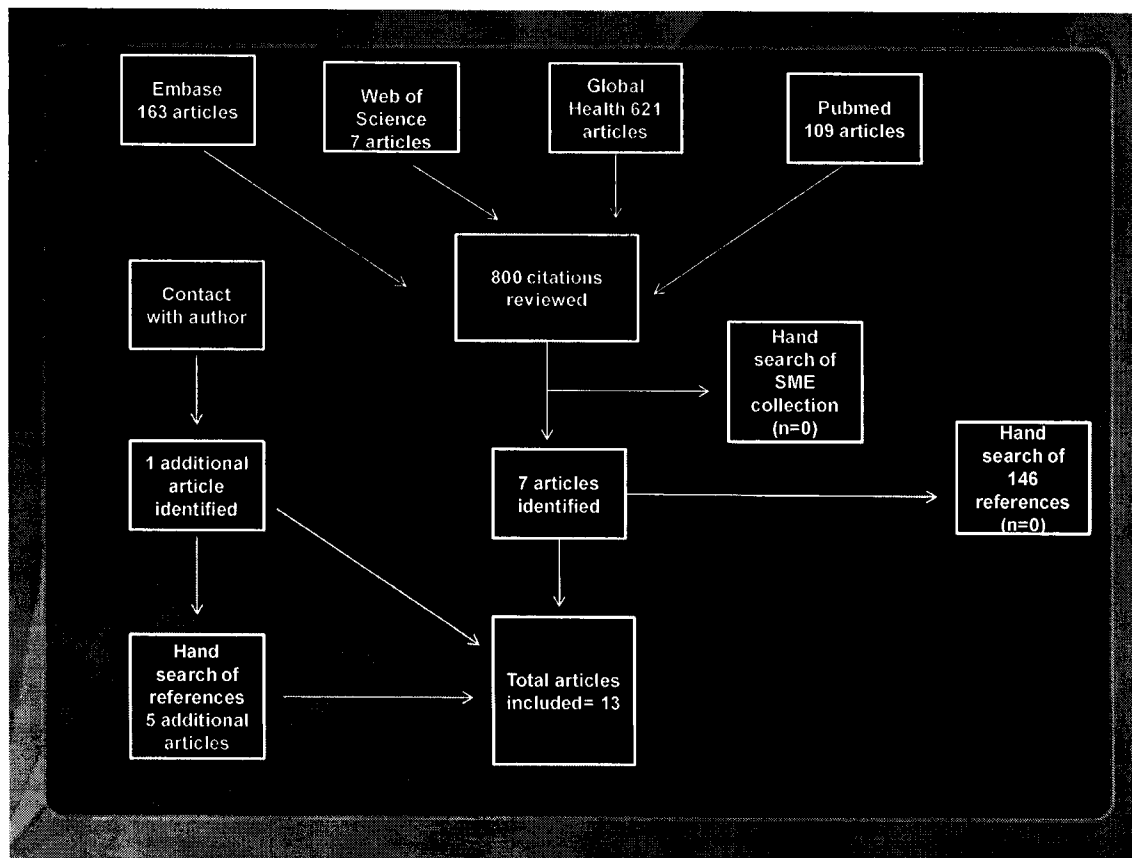 Embase
163 articles
Web of
Science
7 articles
Global
Health 621
articles
Pubmed
109 articles
800 citations
reviewed
Contact
with author
Hand
search of
SME
collection
(n=0)
Hand
search of
146
references
(n=0)
1 additional
article
identified
7 articles
identified
Hand
search of
references
5 additional
articles
Total articles
included= 13